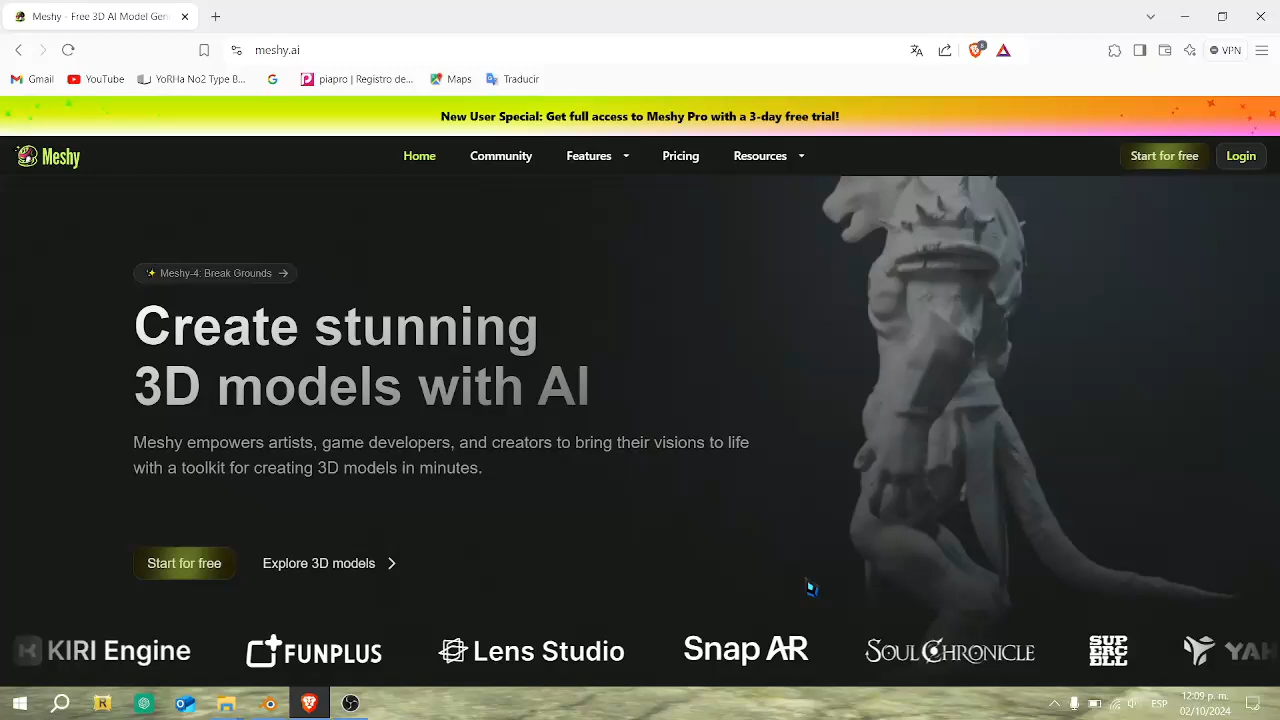 Meshy - Free 3D AI Model Gen
meshy.ai
VPN
Gmail
YouTube
YoRHa No2 Type B...
piapro | Registro de...
Maps
Traducir
New User Special: Get full access to Meshy Pro with a 3-day free trial!
Meshy
Home
Community
Features
Pricing
Resources
Start for free
Login
Meshy-4: Break Grounds
Create stunning
3D models with AI
Meshy empowers artists, game developers, and creators to bring their visions to life
with a toolkit for creating 3D models in minutes.
Start for free
Explore 3D models
KIRI Engine
FUNPLUS
Lens Studio
Snap AR
SOUL CHRONICLE
SUPERCELL
YAH
ESP
12:09 p. m.
02/10/2024